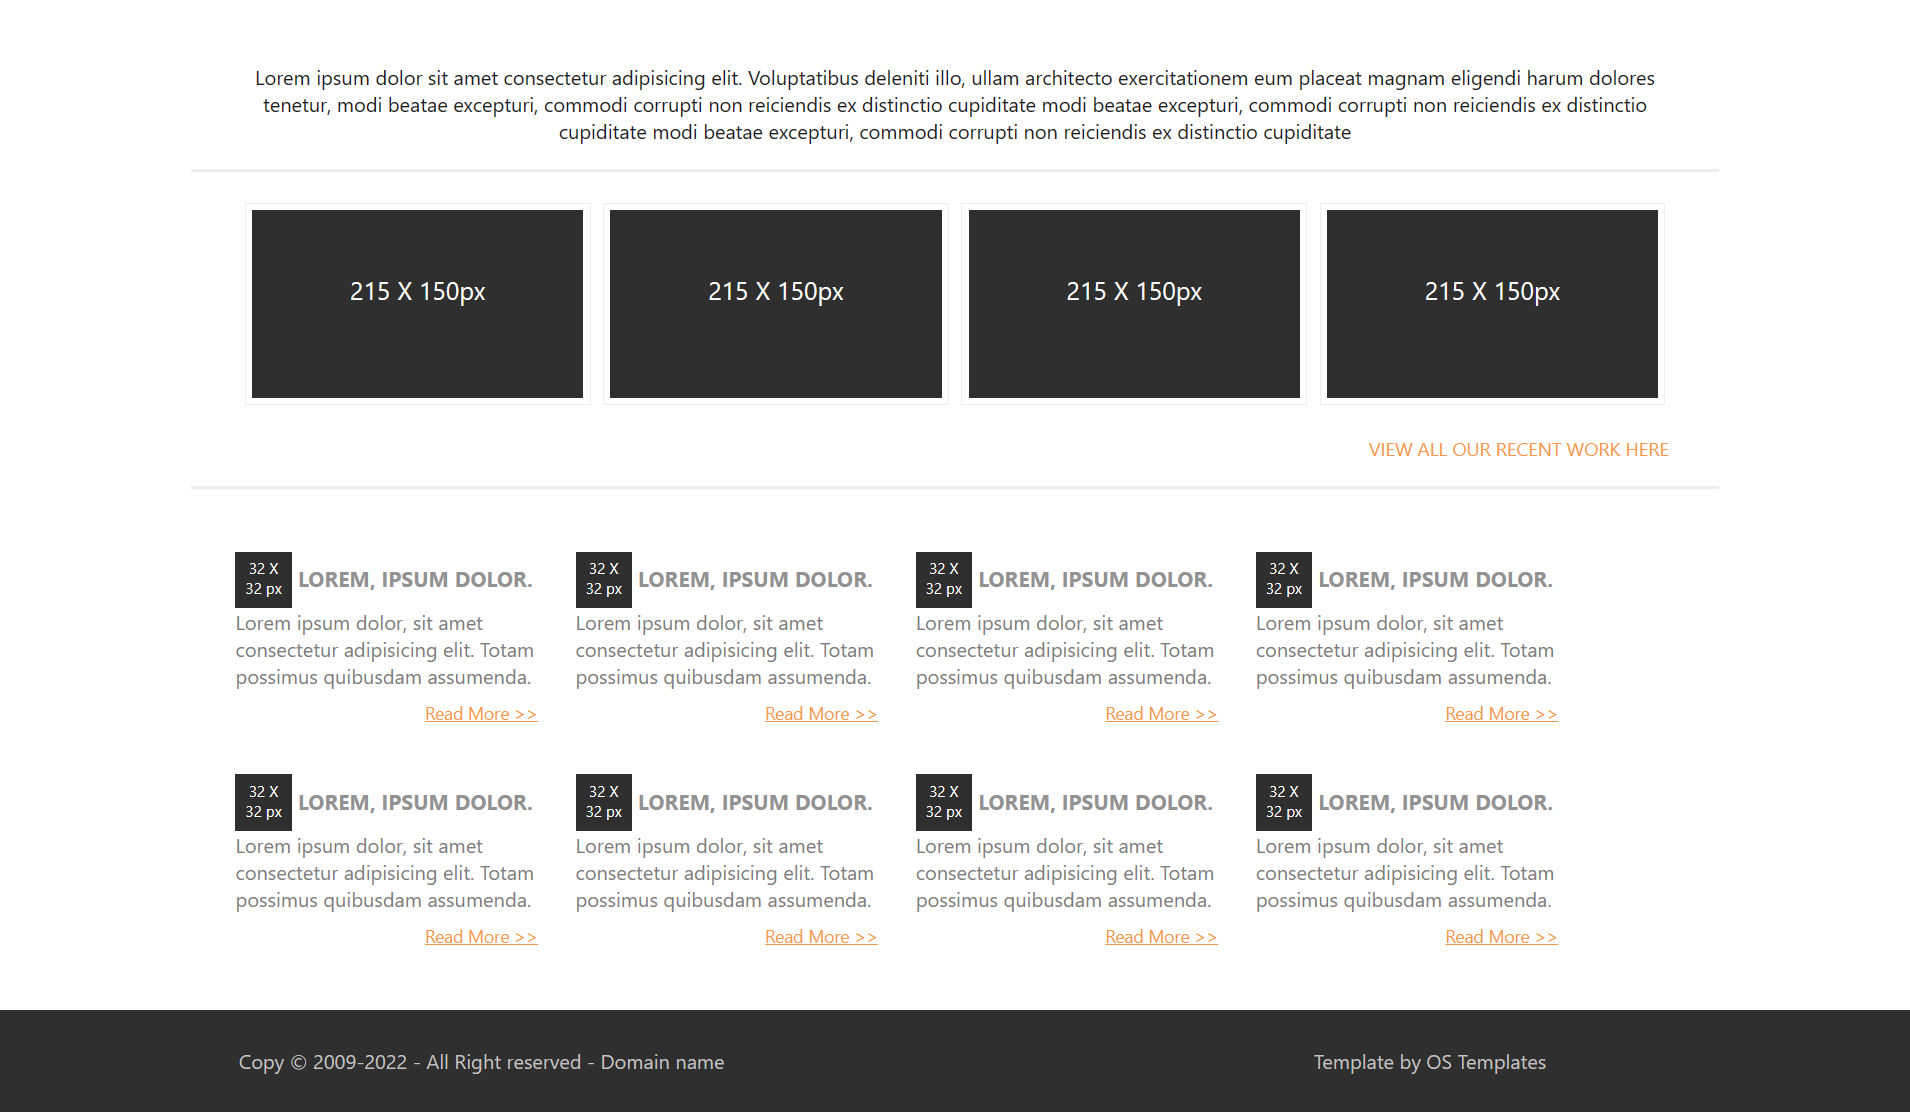 Lorem ipsum dolor sit amet consectetur adipisicing elit. Voluptatibus deleniti illo, ullam architecto exercitationem eum placeat magnam eligendi harum dolores
tenetur, modi beatae excepturi, commodi corrupti non reiciendis ex distinctio cupiditate modi beatae excepturi, commodi corrupti non reiciendis ex distinctio
cupiditate modi beatae excepturi, commodi corrupti non reiciendis ex distinctio cupiditate
215 X 150px
215 X 150px
215 X 150px
215 X 150px
VIEW ALL OUR RECENT WORK HERE
32 X
32 px
LOREM, IPSUM DOLOR.
Lorem ipsum dolor, sit amet
consectetur adipisicing elit. Totam
possimus quibusdam assumenda.
Read More >>
32 X
32 px
LOREM, IPSUM DOLOR.
Lorem ipsum dolor, sit amet
consectetur adipisicing elit. Totam
possimus quibusdam assumenda.
Read More >>
32 X
32 px
LOREM, IPSUM DOLOR.
Lorem ipsum dolor, sit amet
consectetur adipisicing elit. Totam
possimus quibusdam assumenda.
Read More >>
32 X
32 px
LOREM, IPSUM DOLOR.
Lorem ipsum dolor, sit amet
consectetur adipisicing elit. Totam
possimus quibusdam assumenda.
Read More >>
32 X
32 px
LOREM, IPSUM DOLOR.
Lorem ipsum dolor, sit amet
consectetur adipisicing elit. Totam
possimus quibusdam assumenda.
Read More >>
32 X
32 px
LOREM, IPSUM DOLOR.
Lorem ipsum dolor, sit amet
consectetur adipisicing elit. Totam
possimus quibusdam assumenda.
Read More >>
32 X
32 px
LOREM, IPSUM DOLOR.
Lorem ipsum dolor, sit amet
consectetur adipisicing elit. Totam
possimus quibusdam assumenda.
Read More >>
32 X
32 px
LOREM, IPSUM DOLOR.
Lorem ipsum dolor, sit amet
consectetur adipisicing elit. Totam
possimus quibusdam assumenda.
Read More >>
Copy © 2009-2022 - All Right reserved - Domain name
Template by OS Templates